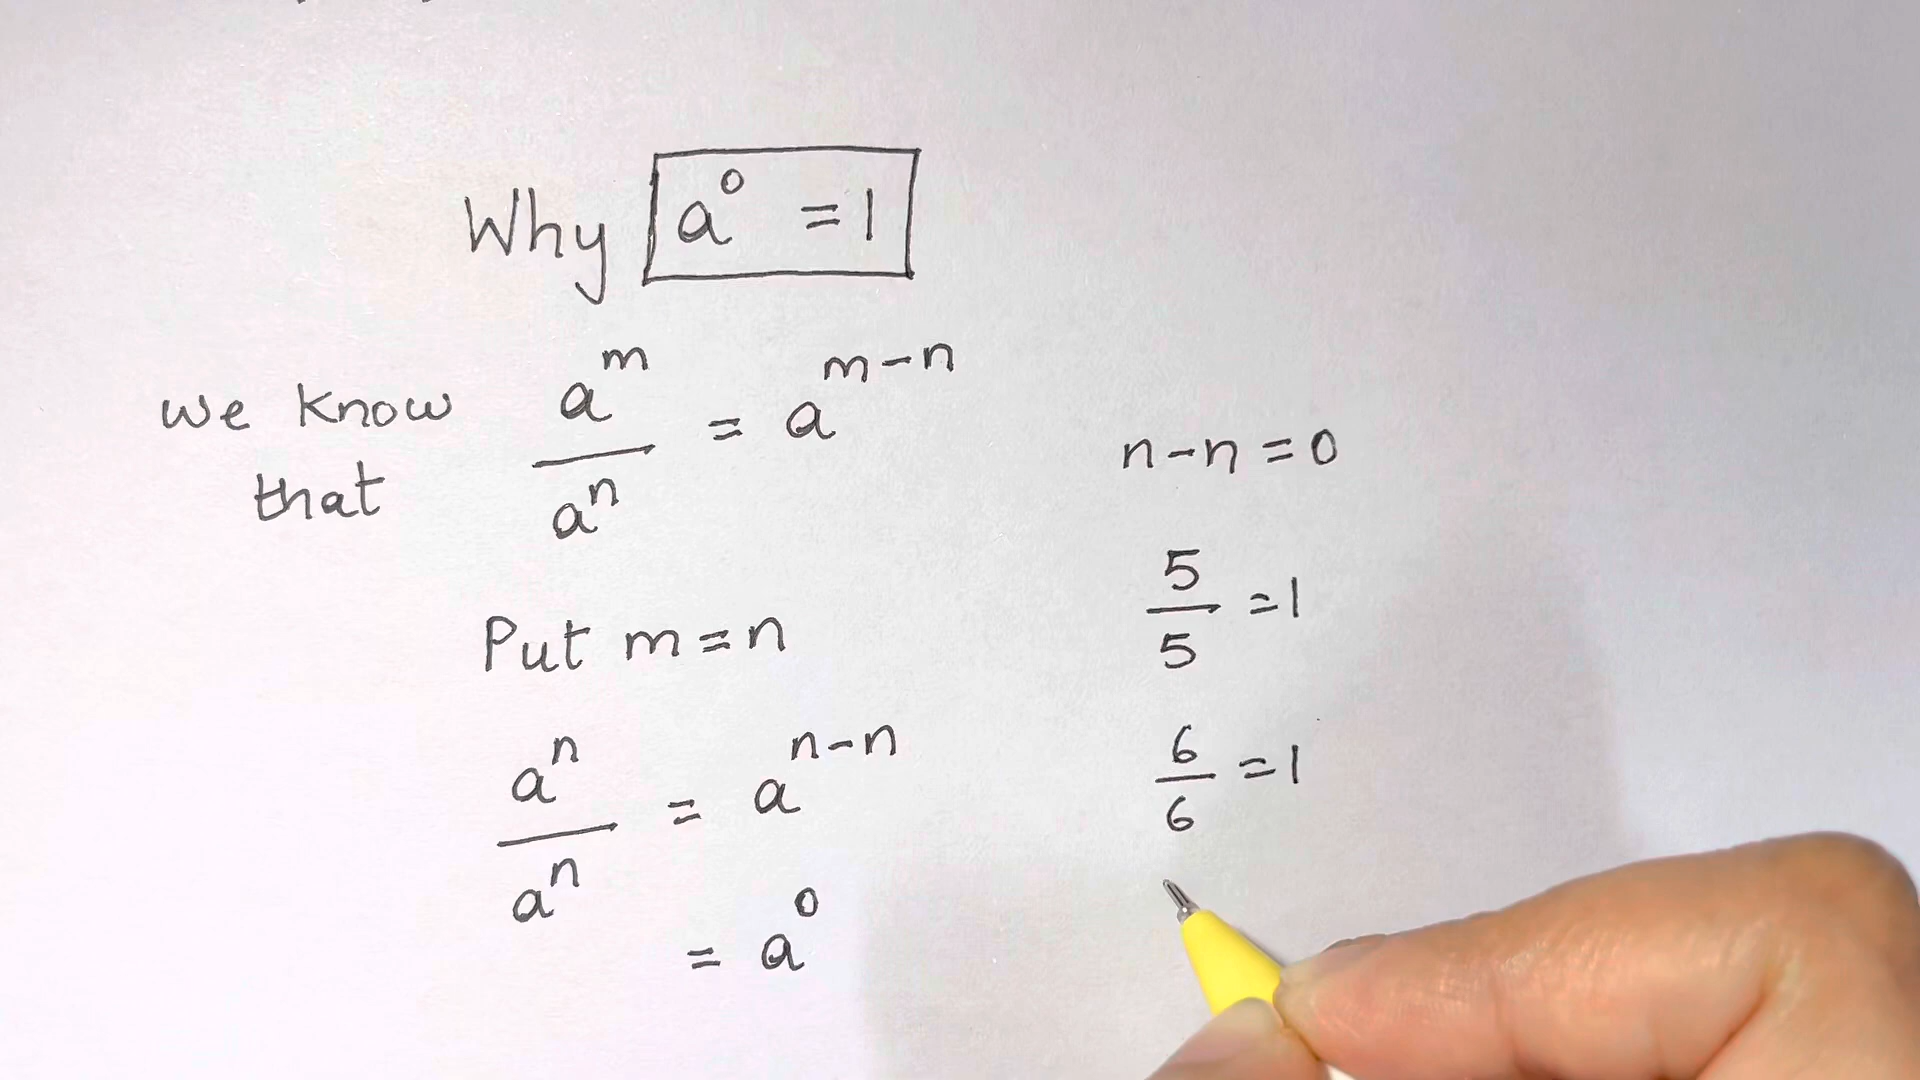 Why a⁰ = 1
we know that aᵐ/aⁿ = aᵐ⁻ⁿ
n-n = 0
5/5 = 1
Put m = n
6/6 = 1
aⁿ/aⁿ = aⁿ⁻ⁿ
= a⁰